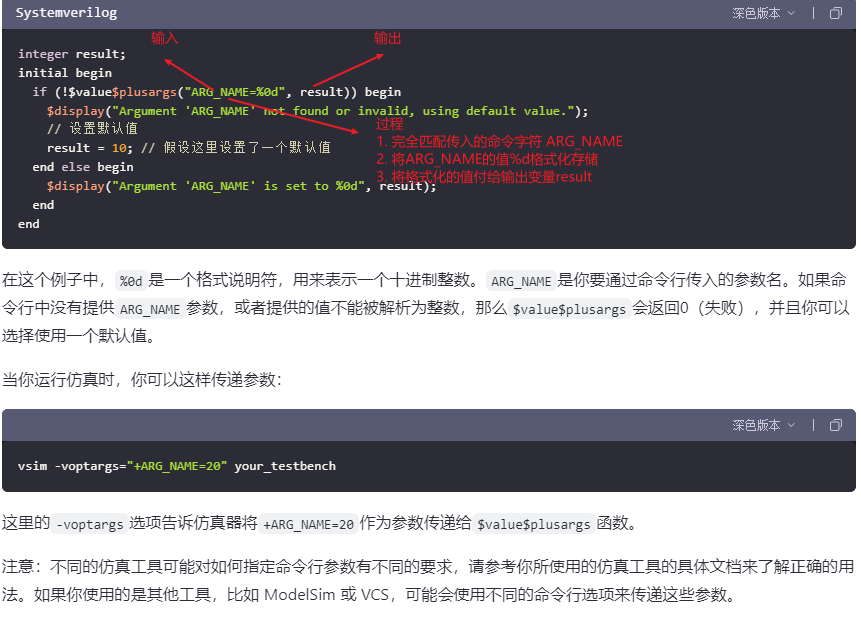 Systemverilog
深色版本
输入
输出
integer result;
initial begin
if (!$value$plusargs("ARG_NAME=%0d", result)) begin
$display("Argument 'ARG_NAME' not found or invalid, using default value.");
// 设置默认值
result = 10; // 假设这里设置了一个默认值
end else begin
$display("Argument 'ARG_NAME' is set to %0d", result);
end
end
过程
1. 完全匹配传入的命令字符 ARG_NAME
2. 将ARG_NAME的值%d格式化存储
3. 将格式化的值付给输出变量result
在这个例子中，%0d是一个格式说明符，用来表示一个十进制整数。ARG_NAME是你要通过命令行传入的参数名。如果命
令行中没有提供 ARG_NAME 参数，或者提供的值不能被解析为整数，那么 $value$plusargs 会返回0（失败），并且你可以
选择使用一个默认值。
当你运行仿真时，你可以这样传递参数：
深色版本
vsim -voptargs="+ARG_NAME=20" your_testbench
这里的 -voptargs 选项告诉仿真器将 +ARG_NAME=20 作为参数传递给 $value$plusargs 函数。
注意：不同的仿真工具可能对如何指定命令行参数有不同的要求，请参考你所使用的仿真工具的具体文档来了解正确的用
法。如果你使用的是其他工具，比如 ModelSim 或 VCS，可能会使用不同的命令行选项来传递这些参数。